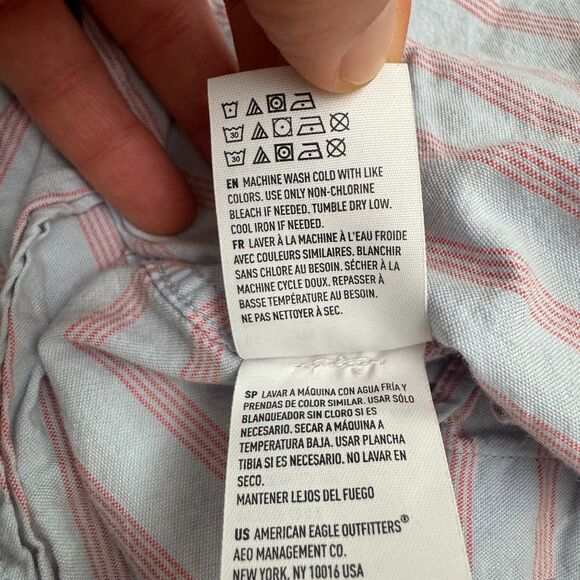 30
30
EN MACHINE WASH COLD WITH LIKE
COLORS. USE ONLY NON-CHLORINE
BLEACH IF NEEDED. TUMBLE DRY LOW.
COOL IRON IF NEEDED.
FR LAVER À LA MACHINE À L'EAU FROIDE
AVEC COULEURS SIMILAIRES. BLANCHIR
SANS CHLORE AU BESOIN. SÉCHER À LA
MACHINE CYCLE DOUX. REPASSER À
BASSE TEMPÉRATURE AU BESOIN.
NE PAS NETTOYER À SEC.
SP LAVAR A MÁQUINA CON AGUA FRÍA Y
PRENDAS DE COLOR SIMILAR. USAR SÓLO
BLANQUEADOR SIN CLORO SI ES
NECESARIO. SECAR A MÁQUINA A
TEMPERATURA BAJA. USAR PLANCHA
TIBIA SI ES NECESARIO. NO LAVAR EN
SECO.
MANTENER LEJOS DEL FUEGO
US AMERICAN EAGLE OUTFITTERS®
AEO MANAGEMENT CO.
NEW YORK, NY 10016 USA